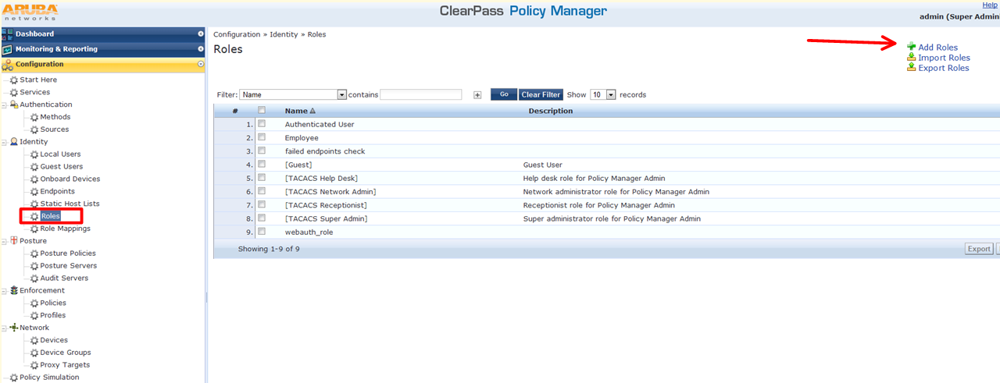 ARUBA
networks
ClearPass Policy Manager
Help
admin (Super Admi
Dashboard
Monitoring & Reporting
Configuration
Start Here
Services
Authentication
Methods
Sources
Identity
Local Users
Guest Users
Onboard Devices
Endpoints
Static Host Lists
Roles
Role Mappings
Posture
Posture Policies
Posture Servers
Audit Servers
Enforcement
Policies
Profiles
Network
Devices
Device Groups
Proxy Targets
Policy Simulation
Configuration » Identity » Roles
Roles
Add Roles
Import Roles
Export Roles
Filter: Name contains + Go Clear Filter Show 10 records
# Name Description
1. Authenticated User
2. Employee
3. failed endpoints check
4. [Guest] Guest User
5. [TACACS Help Desk] Help desk role for Policy Manager Admin
6. [TACACS Network Admin] Network administrator role for Policy Manager Admin
7. [TACACS Receptionist] Receptionist role for Policy Manager Admin
8. [TACACS Super Admin] Super administrator role for Policy Manager Admin
9. webauth_role
Showing 1-9 of 9
Export